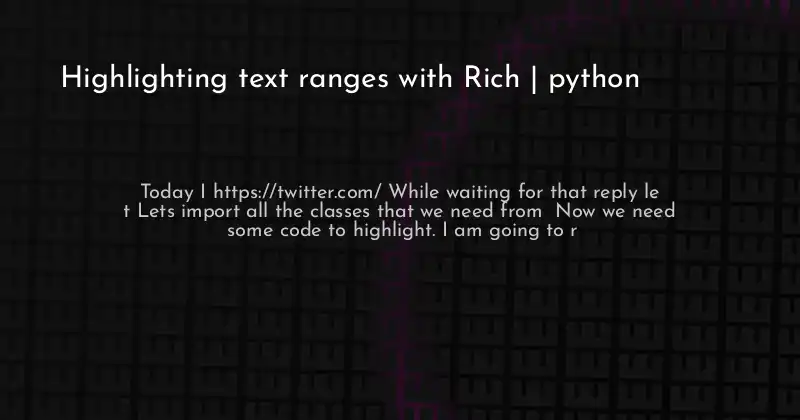 Highlighting text ranges with Rich | python
Today I https://twitter.com/ While waiting for that reply le
t Lets import all the classes that we need from  Now we need
some code to highlight. I am going to r